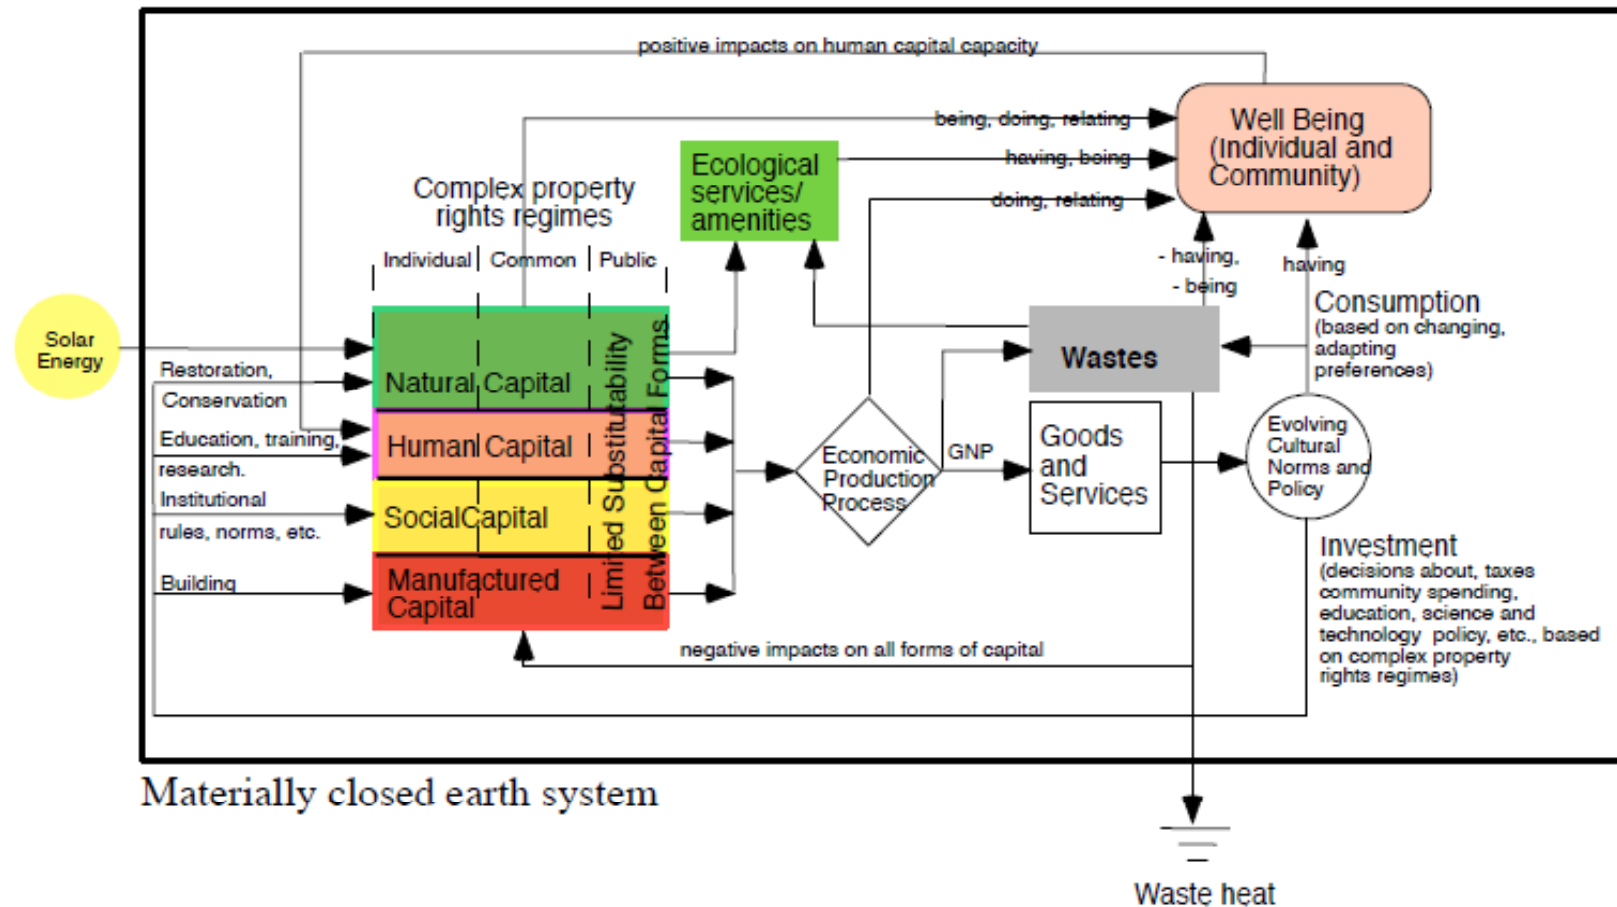 positive impacts on human capital capacity
being, doing, relating
Well Being
(Individual and
Community)
having, being
doing, relating
Ecological
services/
amenities
Complex property
rights regimes
Individual
Common
Public
- having,
- being
having
Consumption
(based on changing,
adapting
preferences)
Solar
Energy
Restoration,
Conservation
Education, training,
research.
Institutional
rules, norms, etc.
Building
Natural Capital
Human Capital
SocialCapital
Manufactured
Capital
Limited Substitutability
Between Capital Forms
Economic
Production
Process
GNP
Wastes
Goods
and
Services
Evolving
Cultural
Norms and
Policy
Investment
(decisions about, taxes
community spending,
education, science and
technology policy, etc., based
on complex property
rights regimes)
negative impacts on all forms of capital
Materially closed earth system
Waste heat